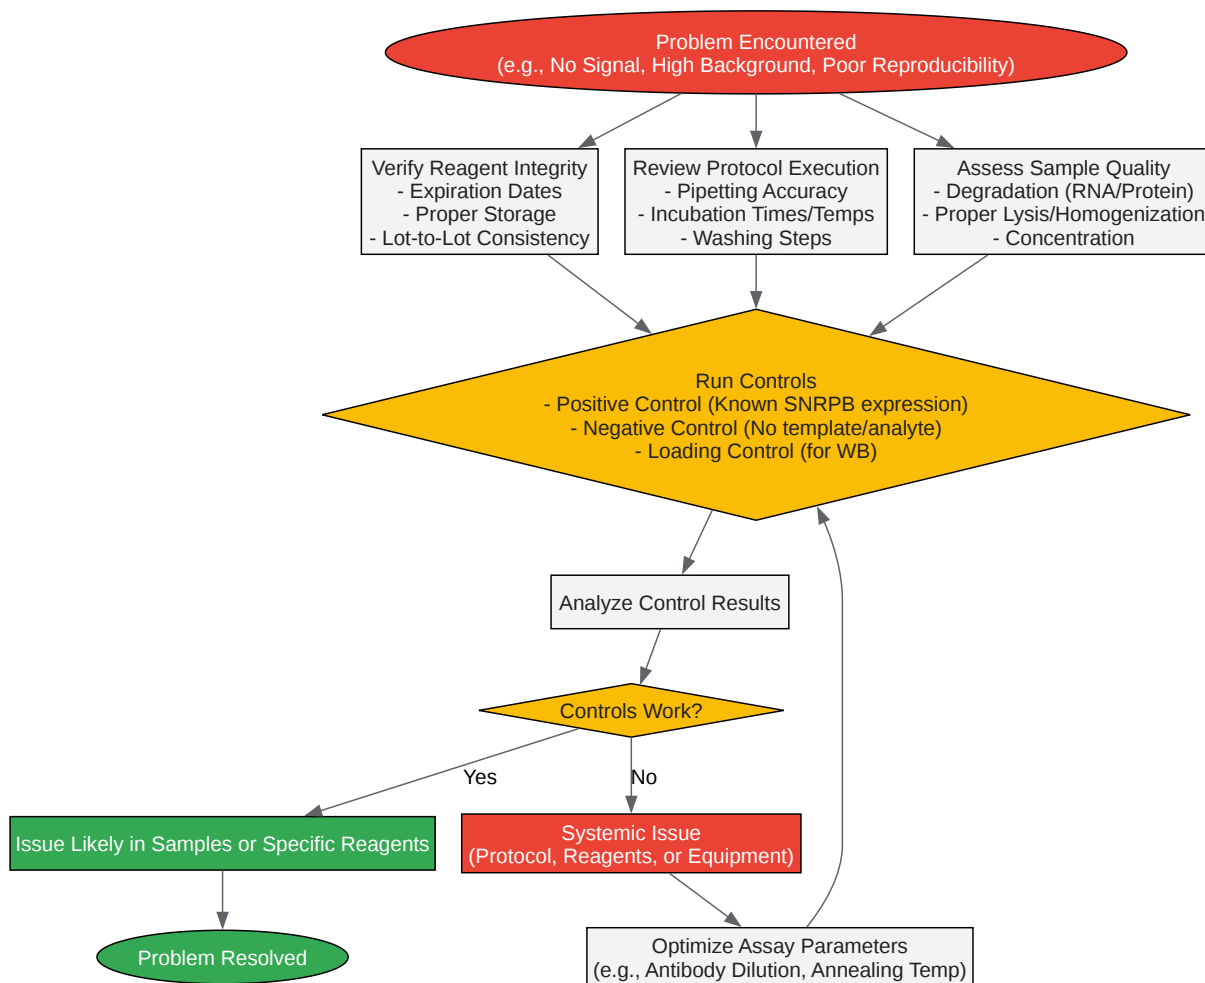 Problem Encountered
(e.g., No Signal, High Background, Poor Reproducibility)
Verify Reagent Integrity
- Expiration Dates
- Proper Storage
- Lot-to-Lot Consistency
Review Protocol Execution
- Pipetting Accuracy
- Incubation Times/Temps
- Washing Steps
Assess Sample Quality
- Degradation (RNA/Protein)
- Proper Lysis/Homogenization
- Concentration
Run Controls
- Positive Control (Known SNRPB expression)
- Negative Control (No template/analyte)
- Loading Control (for WB)
Analyze Control Results
Controls Work?
Yes
No
Issue Likely in Samples or Specific Reagents
Systemic Issue
(Protocol, Reagents, or Equipment)
Problem Resolved
Optimize Assay Parameters
(e.g., Antibody Dilution, Annealing Temp)